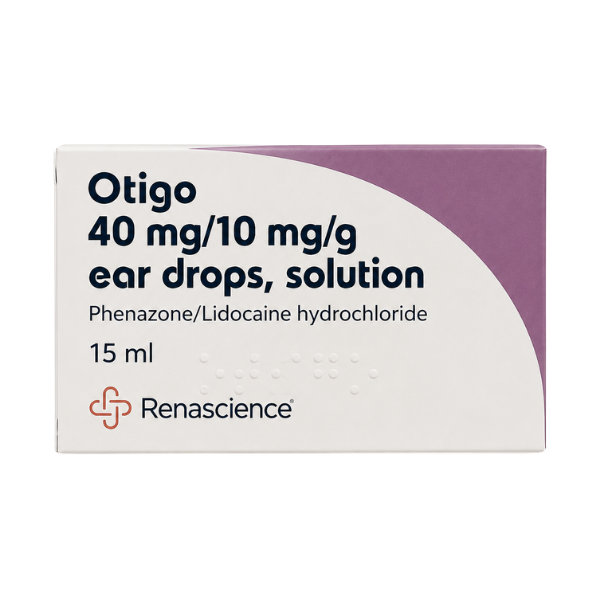 Otigo
40 mg/10 mg/g
ear drops, solution
Phenazone/Lidocaine hydrochloride
15 ml
Renascience